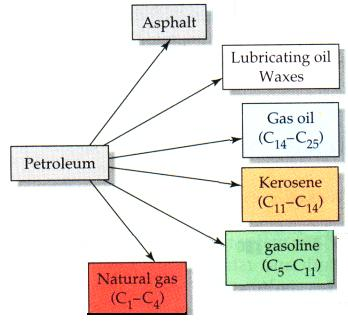 Asphalt
Lubricating oil
Waxes
Gas oil
(C₁₄–C₂₅)
Petroleum
Kerosene
(C₁₁–C₁₄)
gasoline
(C₅–C₁₁)
Natural gas
(C₁–C₄)